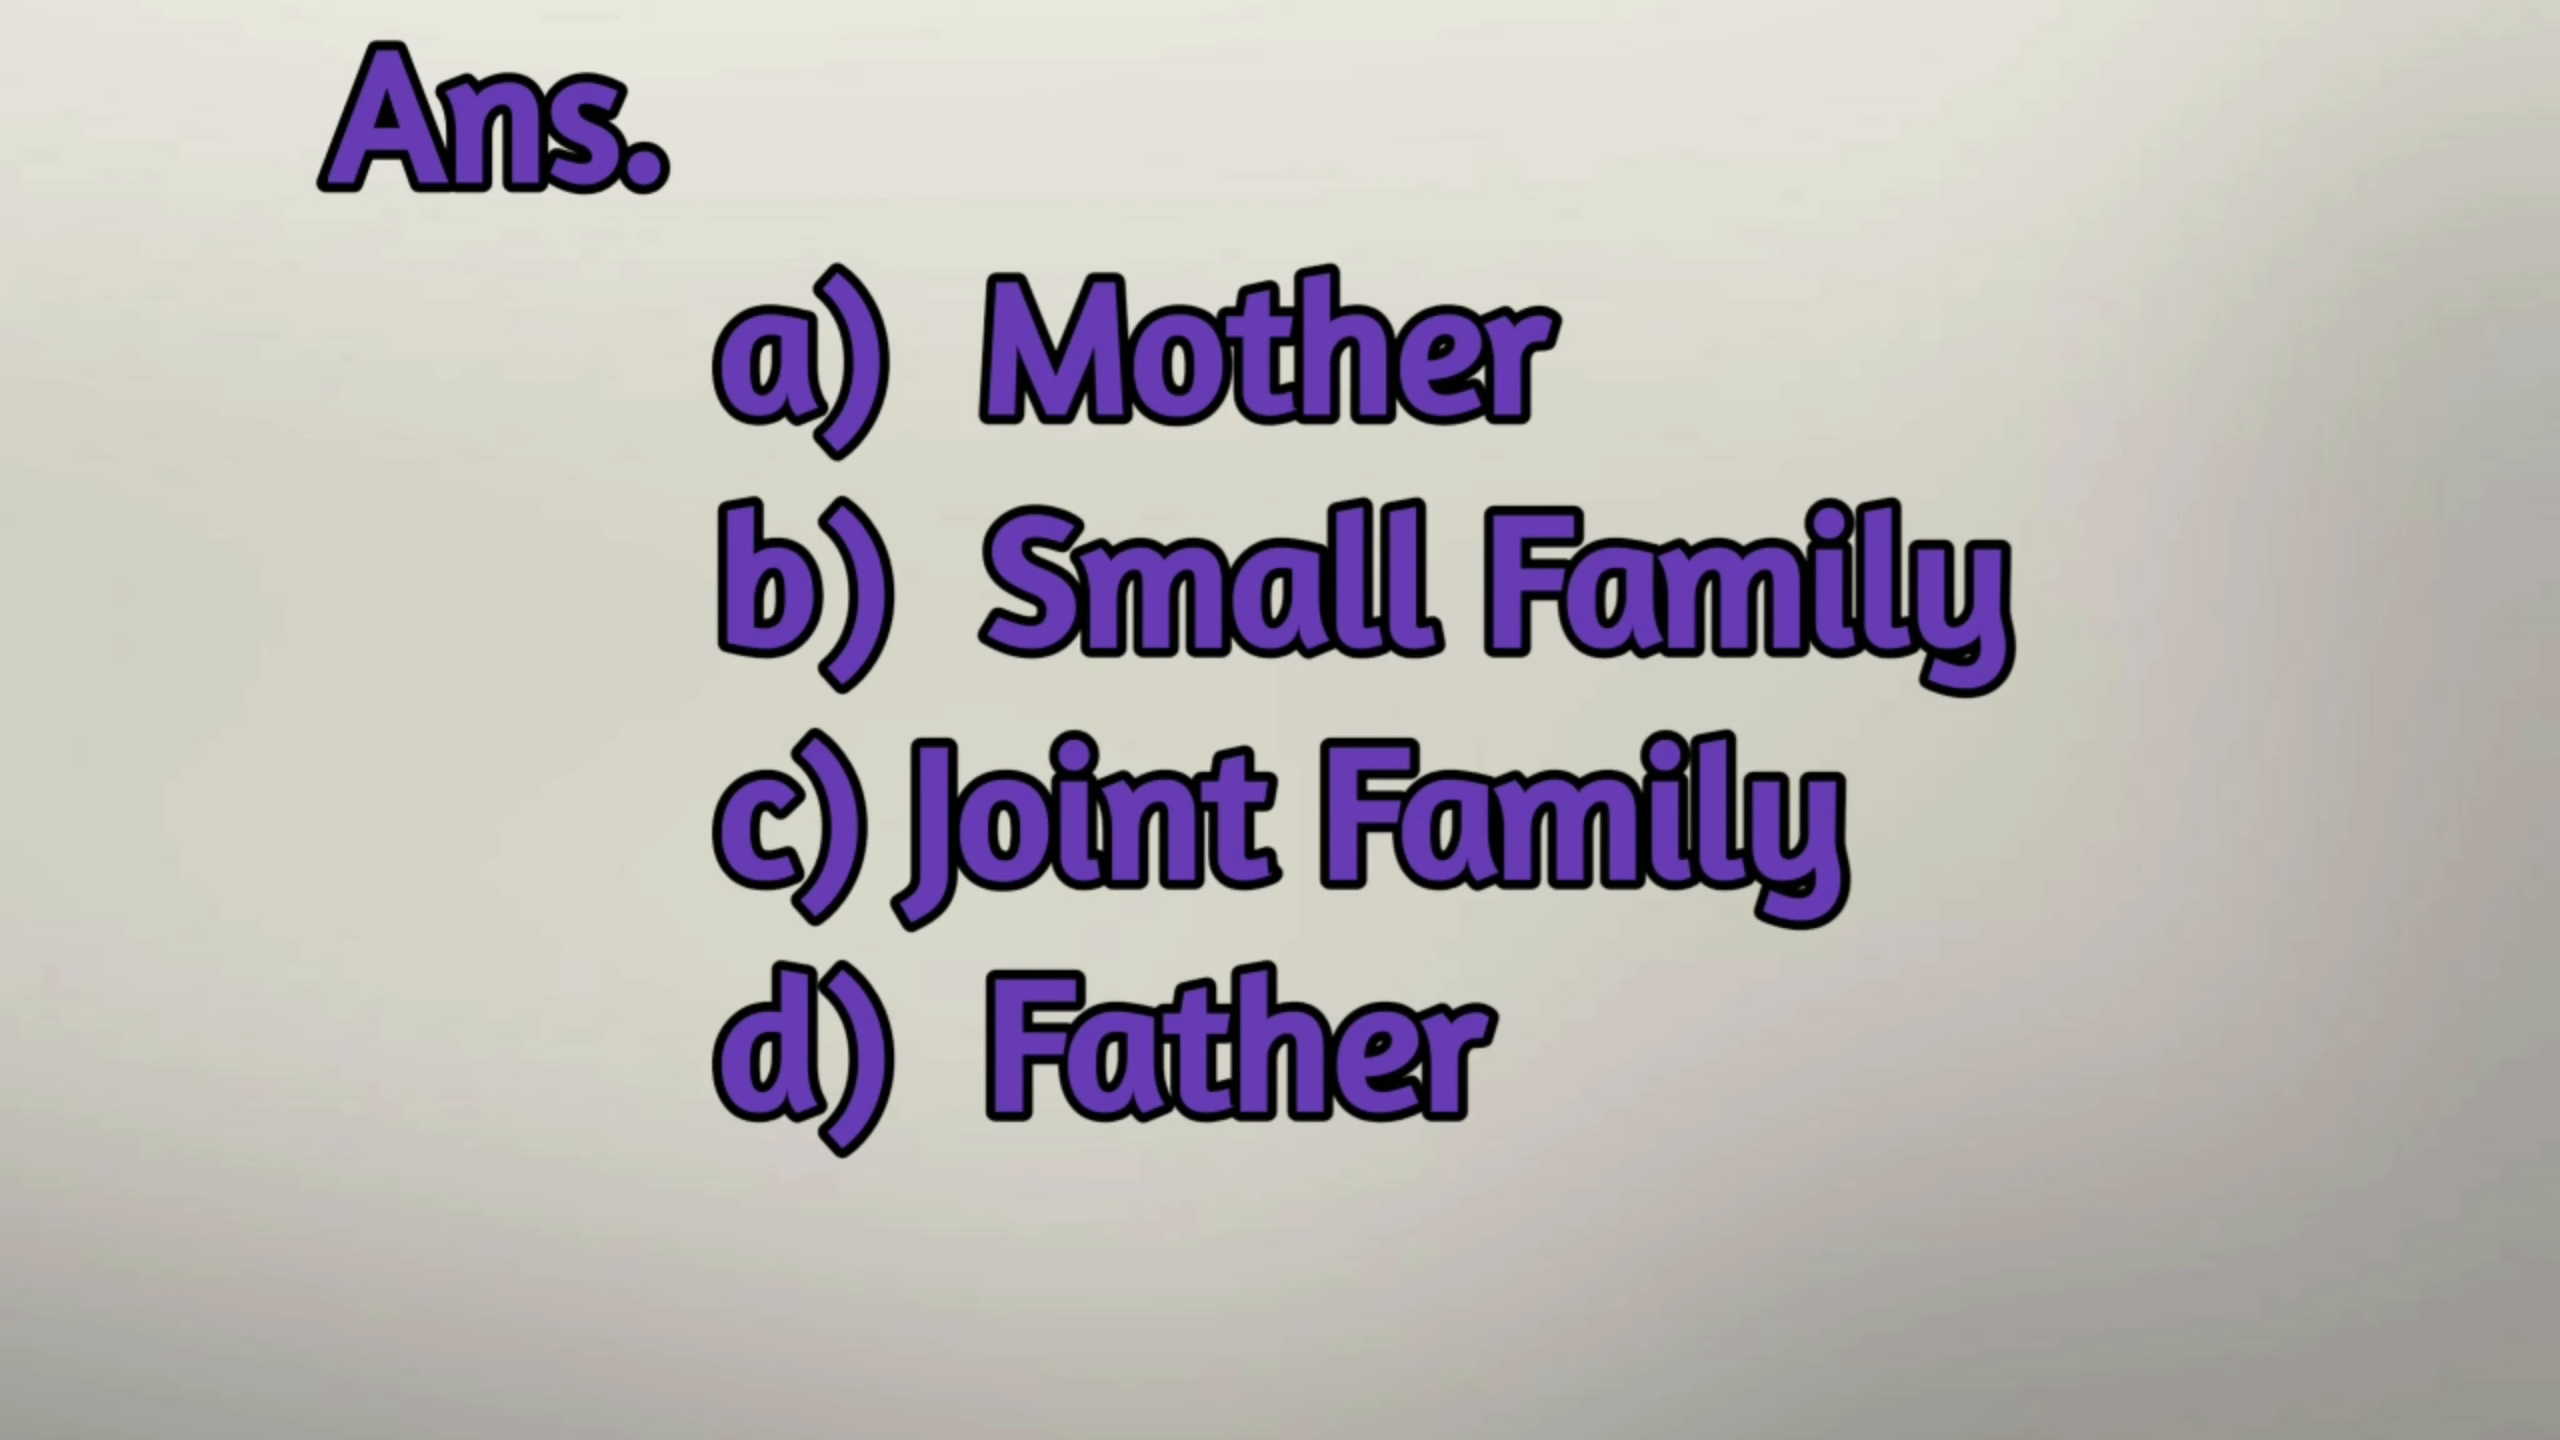 Ans.
a) Mother
b) Small Family
c) Joint Family
d) Father